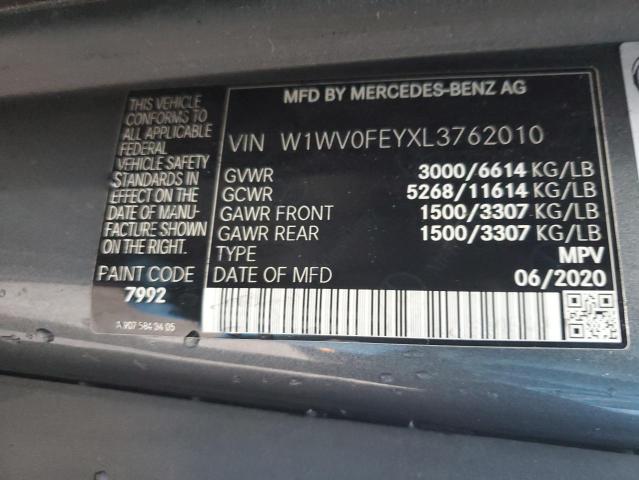 THIS VEHICLE
CONFORMS TO
ALL APPLICABLE
FEDERAL
VEHICLE SAFETY
STANDARDS IN
EFFECT ON THE
DATE OF MANU-
FACTURE SHOWN
ON THE RIGHT.
PAINT CODE
7992
A 907 584 34 05
MFD BY MERCEDES-BENZ AG
VIN W1WV0FEYXL3762010
GVWR 3000/6614 KG/LB
GCWR 5268/11614 KG/LB
GAWR FRONT 1500/3307 KG/LB
GAWR REAR 1500/3307 KG/LB
TYPE MPV
DATE OF MFD 06/2020